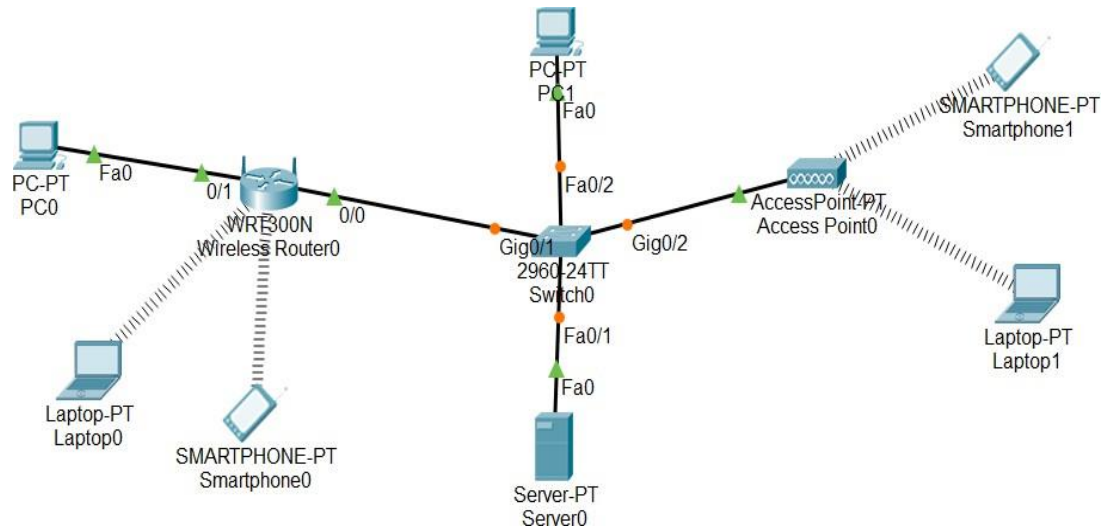 PC-PT
PC1
Fa0
SMARTPHONE-PT
Smartphone1
PC-PT
PC0
Fa0
0/1
WRT300N
Wireless Router0
0/0
Fa0/2
Gig0/1
Gig0/2
2960-24TT
Switch0
AccessPoint-PT
Access Point0
Fa0/1
Fa0
Laptop-PT
Laptop1
Laptop-PT
Laptop0
SMARTPHONE-PT
Smartphone0
Server-PT
Server0